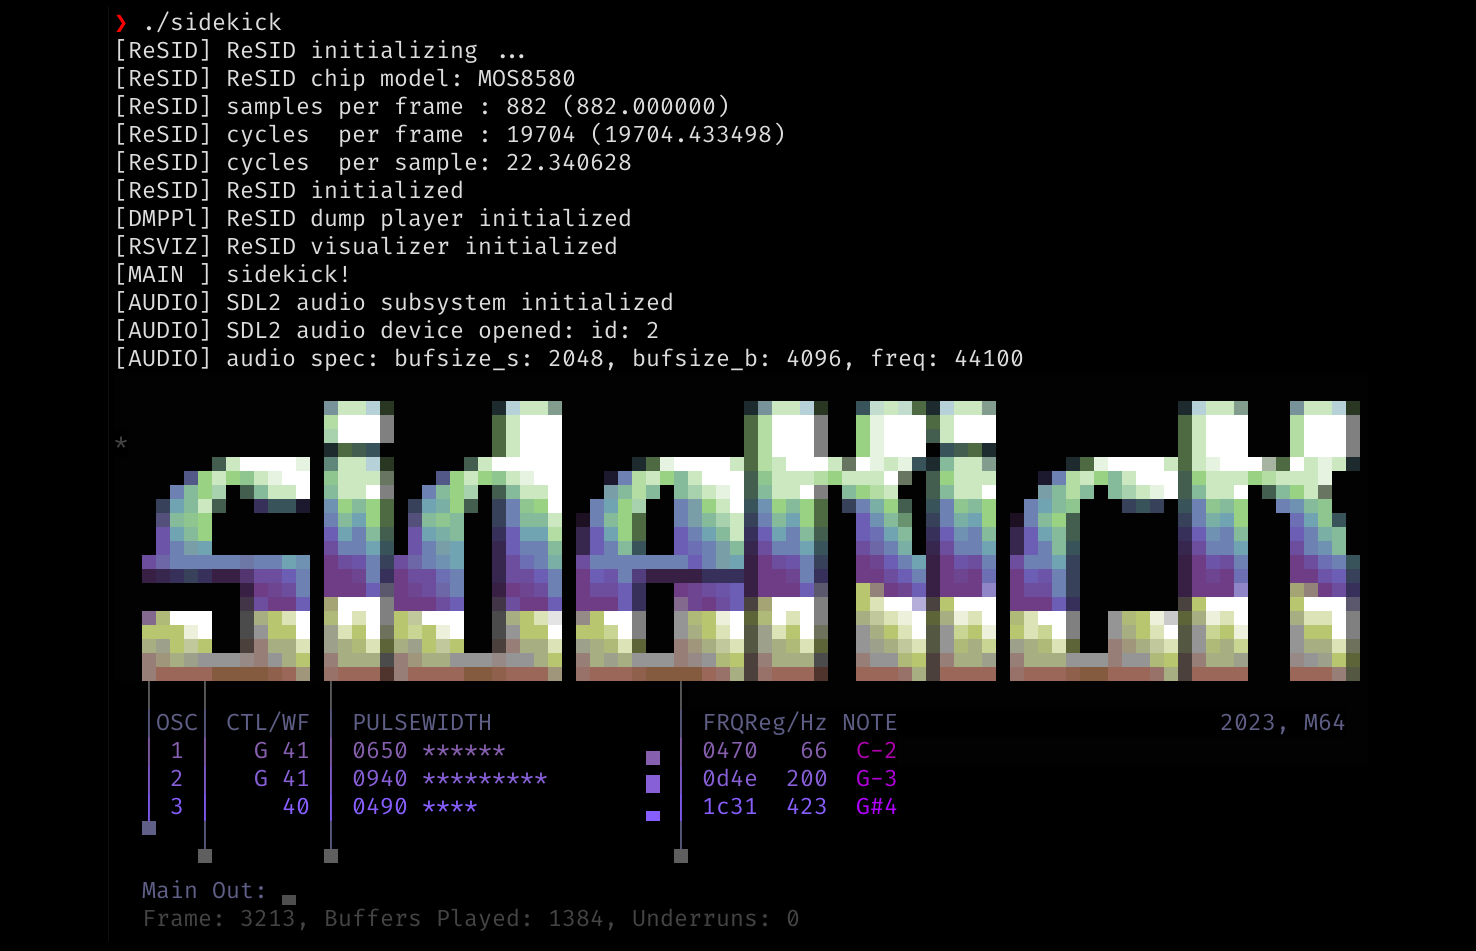 ❯ ./sidekick
[ReSID] ReSID initializing ...
[ReSID] ReSID chip model: MOS8580
[ReSID] samples per frame : 882 (882.000000)
[ReSID] cycles  per frame : 19704 (19704.433498)
[ReSID] cycles  per sample: 22.340628
[ReSID] ReSID initialized
[DMPPl] ReSID dump player initialized
[RSVIZ] ReSID visualizer initialized
[MAIN ] sidekick!
[AUDIO] SDL2 audio subsystem initialized
[AUDIO] SDL2 audio device opened: id: 2
[AUDIO] audio spec: bufsize_s: 2048, bufsize_b: 4096, freq: 44100
*
sidekick
OSC CTL/WF PULSEWIDTH FRQReg/Hz NOTE 2023, M64
1 G 41 0650 ****** 0470 66 C-2
2 G 41 0940 ********* 0d4e 200 G-3
3 40 0490 **** 1c31 423 G#4
Main Out:
Frame: 3213, Buffers Played: 1384, Underruns: 0